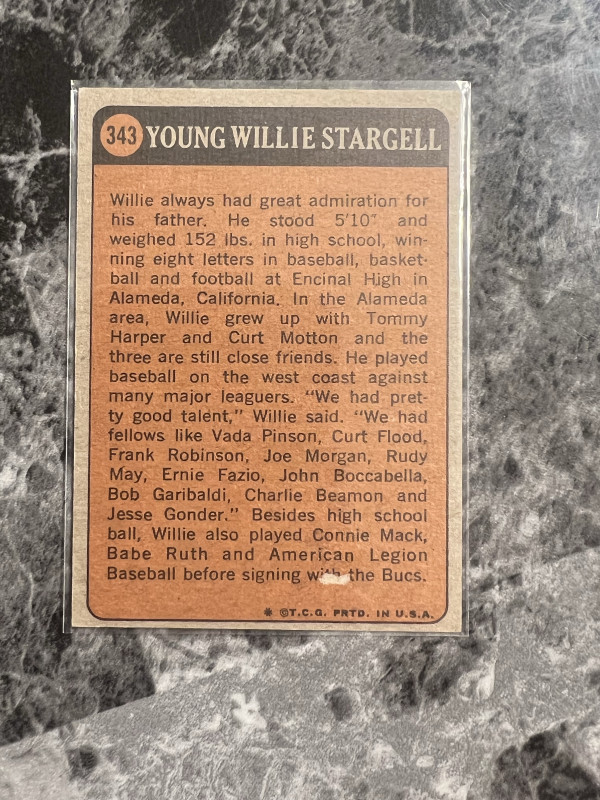 343 YOUNG WILLIE STARGELL
Willie always had great admiration for
his father. He stood 5'10" and
weighed 152 lbs. in high school, win-
ning eight letters in baseball, basket-
ball and football at Encinal High in
Alameda, California. In the Alameda
area, Willie grew up with Tommy
Harper and Curt Motton and the
three are still close friends. He played
baseball on the west coast against
many major leaguers. "We had pret-
ty good talent," Willie said. "We had
fellows like Vada Pinson, Curt Flood,
Frank Robinson, Joe Morgan, Rudy
May, Ernie Fazio, John Boccabella,
Bob Garibaldi, Charlie Beamon and
Jesse Gonder." Besides high school
ball, Willie also played Connie Mack,
Babe Ruth and American Legion
Baseball before signing with the Bucs.
* ©T.C.G. PRTD. IN U.S.A.